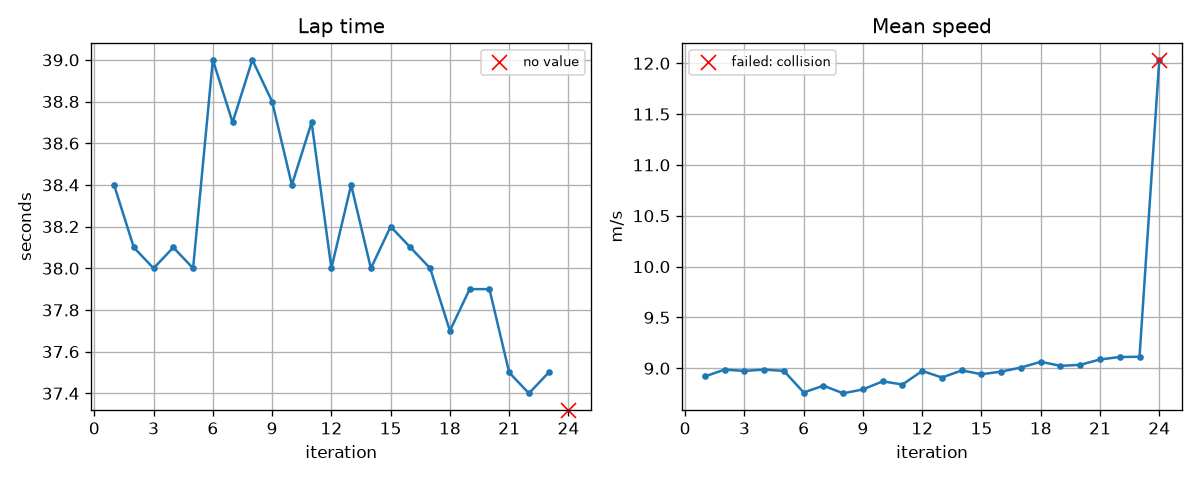 Lap time
39.0
38.8
38.6
38.4
38.2
38.0
37.8
37.6
37.4
seconds
no value
0 3 6 9 12 15 18 21 24
iteration
Mean speed
12.0
11.5
11.0
10.5
10.0
9.5
9.0
m/s
failed: collision
0 3 6 9 12 15 18 21 24
iteration